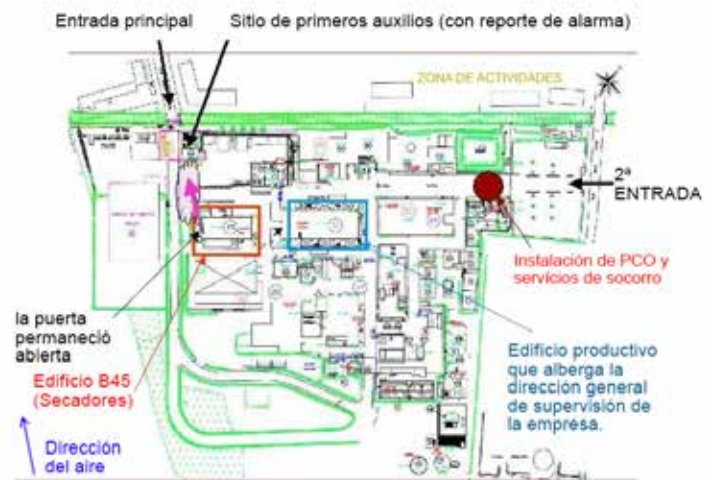 Entrada principal
Sitio de primeros auxilios (con reporte de alarma)
ZONA DE ACTIVIDADES
2ª
ENTRADA
Instalación de PCO y
servicios de socorro
la puerta
permaneció
abierta
Edificio B45
(Secadores)
Edificio productivo
que alberga la
dirección general
de supervisión de
la empresa.
Dirección
del aire